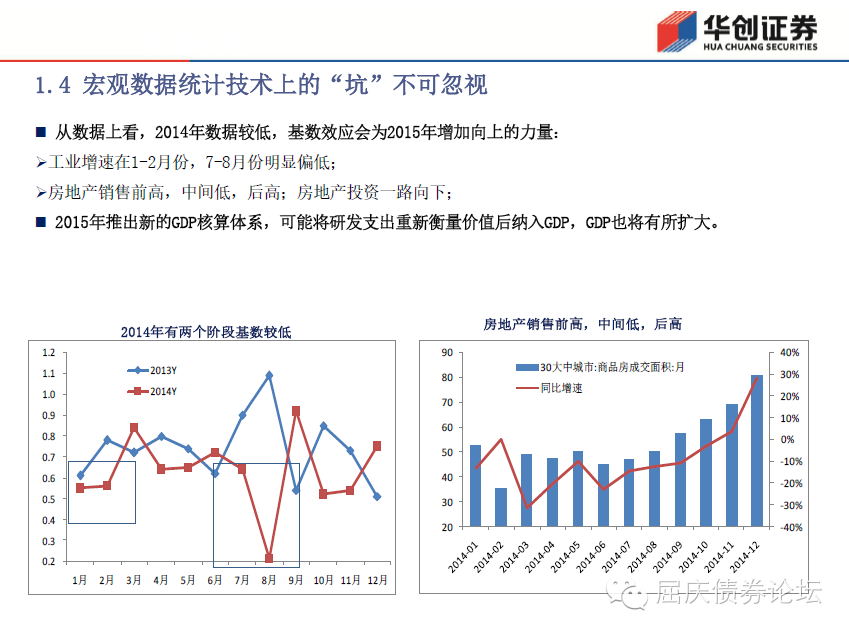 华创证券
HUA CHUANG SECURITIES
1.4 宏观数据统计技术上的“坑”不可忽视
■ 从数据上看，2014年数据较低，基数效应会为2015年增加向上的力量：
➢工业增速在1-2月份，7-8月份明显偏低；
➢房地产销售前高，中间低，后高；房地产投资一路向下；
■ 2015年推出新的GDP核算体系，可能将研发支出重新衡量价值后纳入GDP，GDP也将有所扩大。
2014年有两个阶段基数较低
1.2
1.1
1.0
0.9
0.8
0.7
0.6
0.5
0.4
0.3
0.2
2013Y
2014Y
1月 2月 3月 4月 5月 6月 7月 8月 9月 10月 11月 12月
房地产销售前高，中间低，后高
90
80
70
60
50
40
30
20
30大中城市:商品房成交面积:月
同比增速
40%
30%
20%
10%
0%
-10%
-20%
-30%
-40%
2014-01 2014-02 2014-03 2014-04 2014-05 2014-06 2014-07 2014-08 2014-09 2014-10 2014-11 2014-12
屈庆债券论坛